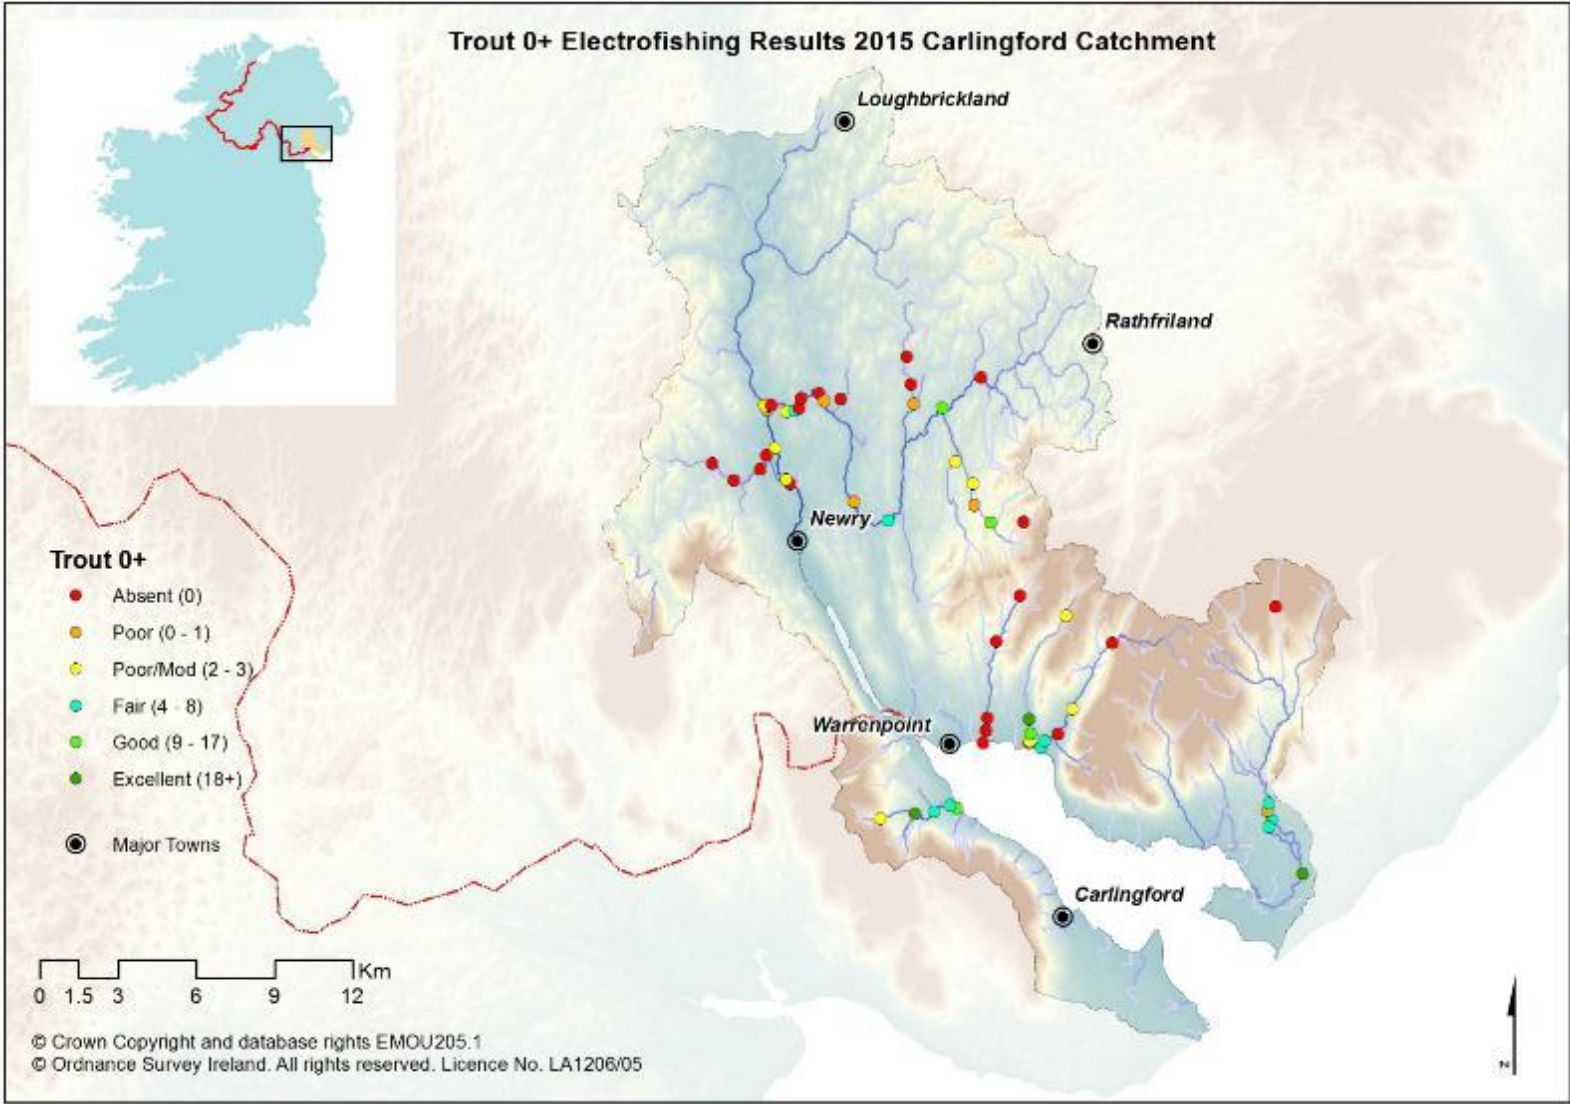 Trout 0+ Electrofishing Results 2015 Carlingford Catchment
Loughbrickland
Rathfriland
Newry
Warrenpoint
Carlingford
Trout 0+
Absent (0)
Poor (0 - 1)
Poor/Mod (2 - 3)
Fair (4 - 8)
Good (9 - 17)
Excellent (18+)
Major Towns
Km
0 1.5 3 6 9 12
© Crown Copyright and database rights EMOU205.1
© Ordnance Survey Ireland. All rights reserved. Licence No. LA1206/05
N